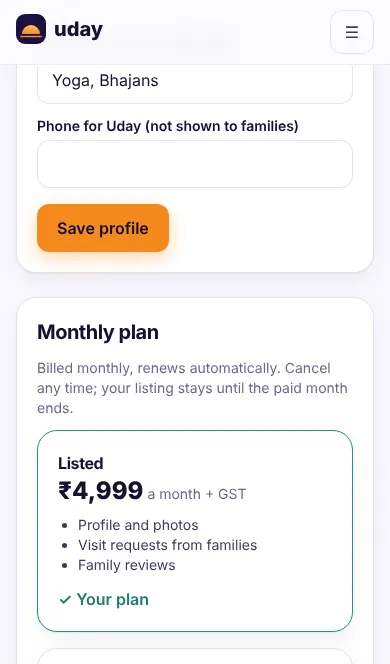 uday
Yoga, Bhajans
Phone for Uday (not shown to families)
Save profile
Monthly plan
Billed monthly, renews automatically. Cancel
any time; your listing stays until the paid month
ends.
Listed
₹4,999 a month + GST
• Profile and photos
• Visit requests from families
• Family reviews
✓ Your plan